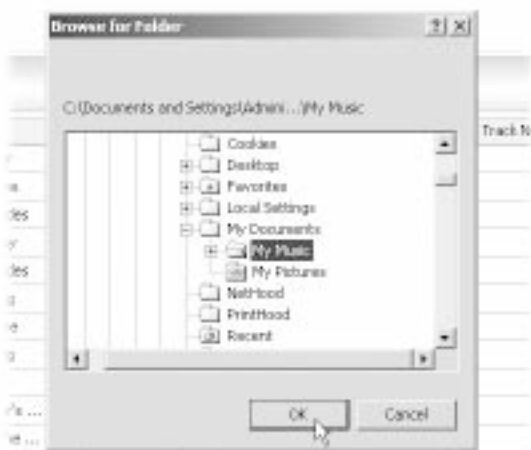 Browse for Folder
C:\Documents and Settings\Admini...\My Music
Track N
Cookies
Desktop
Favorites
Local Settings
My Documents
My Music
My Pictures
NetHood
PrintHood
Recent
OK
Cancel